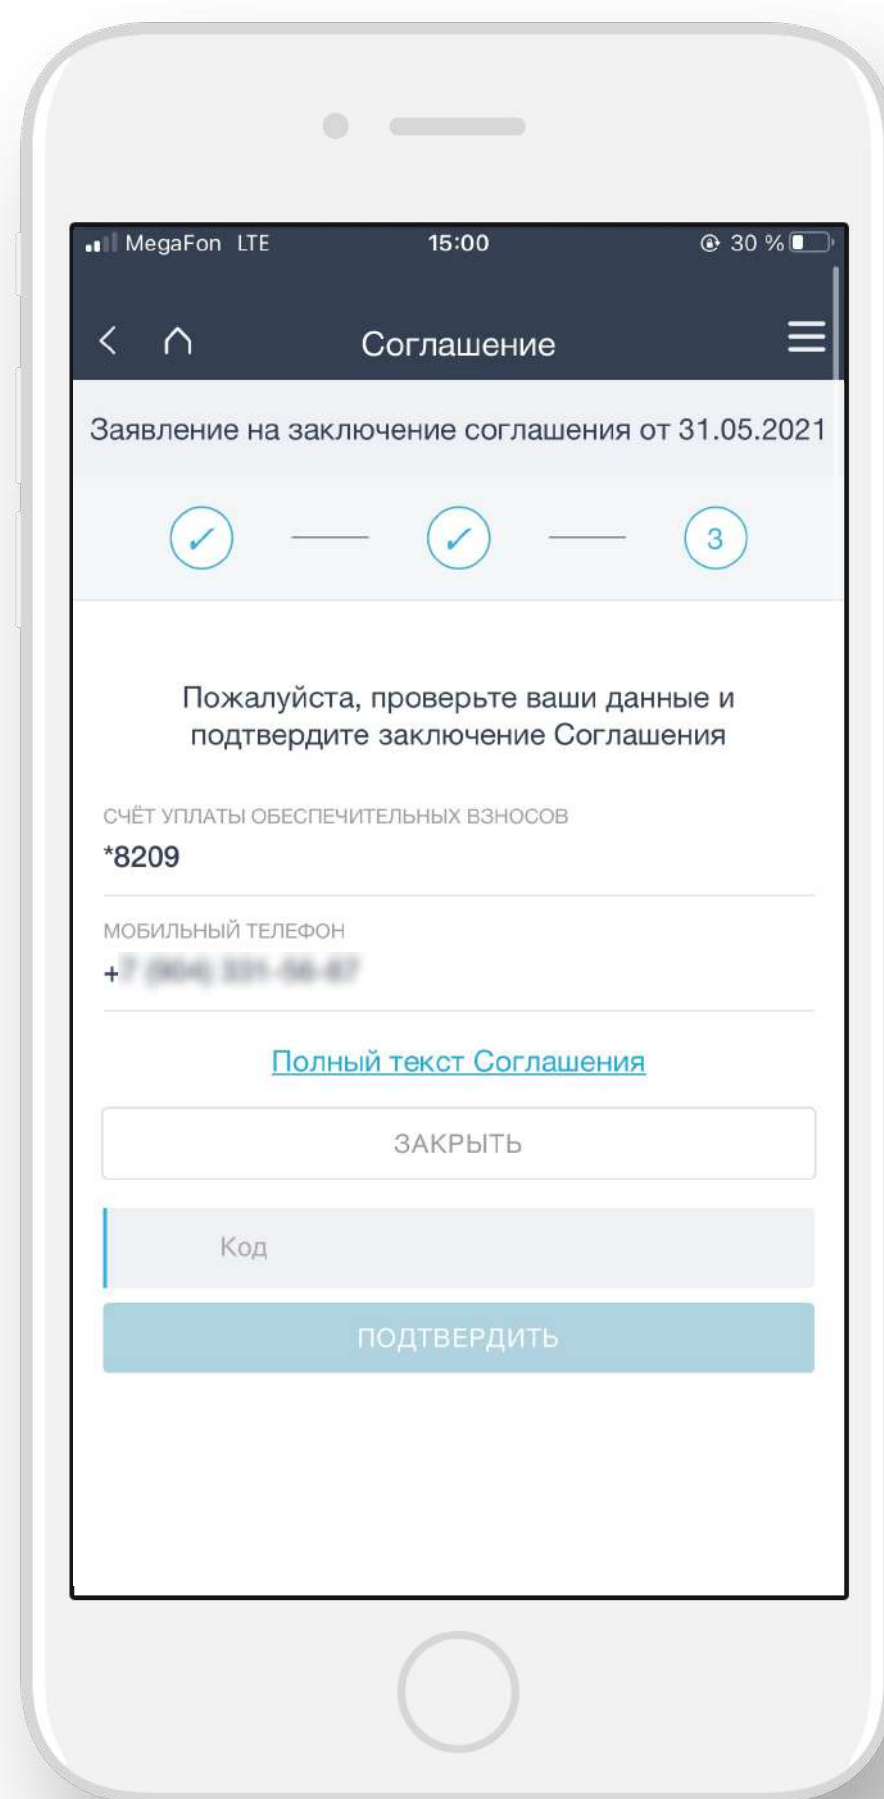 MegaFon LTE 15:00 30 %
Соглашение
Заявление на заключение соглашения от 31.05.2021
3
Пожалуйста, проверьте ваши данные и
подтвердите заключение Соглашения
СЧЁТ УПЛАТЫ ОБЕСПЕЧИТЕЛЬНЫХ ВЗНОСОВ
*8209
МОБИЛЬНЫЙ ТЕЛЕФОН
+
Полный текст Соглашения
ЗАКРЫТЬ
Код
ПОДТВЕРДИТЬ